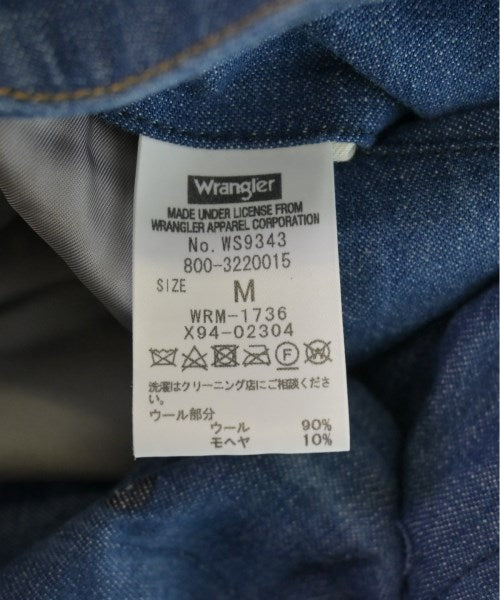 Wrangler
MADE UNDER LICENSE FROM
WRANGLER APPAREL CORPORATION
No. WS9343
800-3220015
SIZE M
WRM-1736
X94-02304
洗濯はクリーニング店にご相談くださ
い。
ウール部分
ウール 90%
モヘヤ 10%